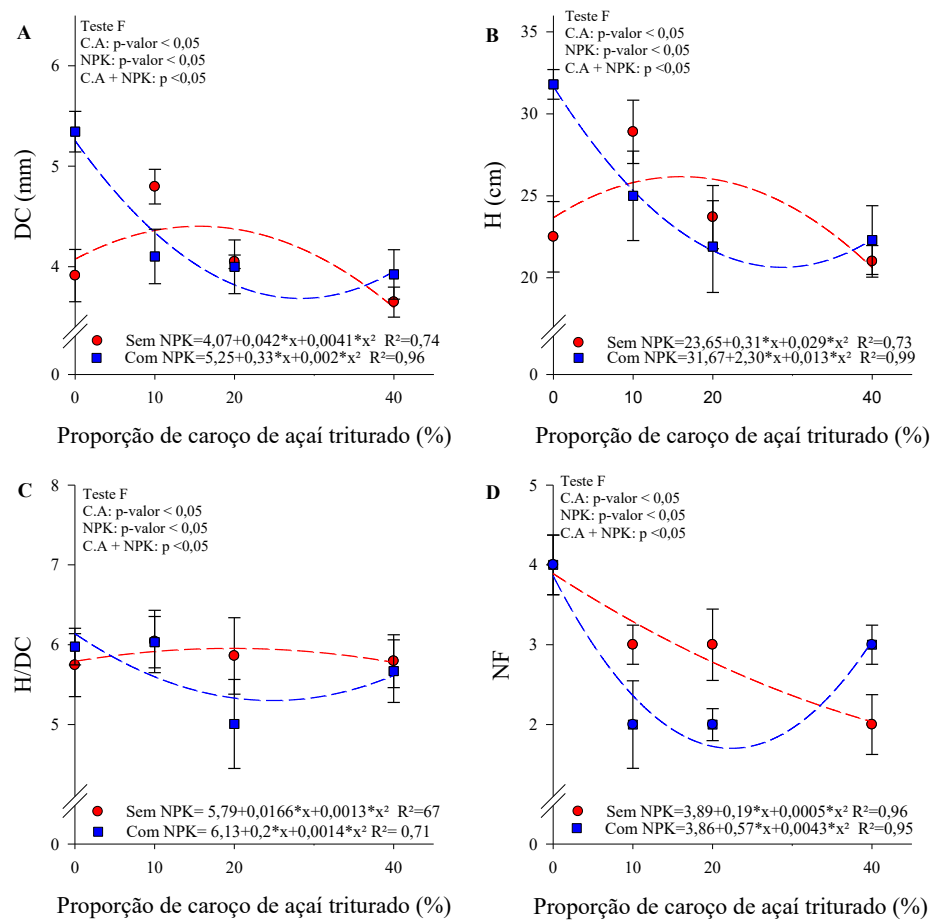 A
Teste F
C.A: p-valor < 0,05
NPK: p-valor < 0,05
C.A + NPK: p <0,05
6
5
4
0
DC (mm)
Sem NPK=4,07+0,042*x+0,0041*x² R²=0,74
Com NPK=5,25+0,33*x+0,002*x² R²=0,96
0 10 20 40
Proporção de caroço de açaí triturado (%)
B
Teste F
C.A: p-valor < 0,05
NPK: p-valor < 0,05
C.A + NPK: p <0,05
35
30
25
20
0
H (cm)
Sem NPK=23,65+0,31*x+0,029*x² R²=0,73
Com NPK=31,67+2,30*x+0,013*x² R²=0,99
0 10 20 40
Proporção de caroço de açaí triturado (%)
C
Teste F
C.A: p-valor < 0,05
NPK: p-valor < 0,05
C.A + NPK: p <0,05
8
7
6
5
0
H/DC
Sem NPK= 5,79+0,0166*x+0,0013*x² R²=67
Com NPK= 6,13+0,2*x+0,0014*x² R²= 0,71
0 10 20 40
Proporção de caroço de açaí triturado (%)
D
Teste F
C.A: p-valor < 0,05
NPK: p-valor < 0,05
C.A + NPK: p <0,05
5
4
3
2
0
NF
Sem NPK=3,89+0,19*x+0,0005*x² R²=0,96
Com NPK=3,86+0,57*x+0,0043*x² R²=0,95
0 10 20 40
Proporção de caroço de açaí triturado (%)